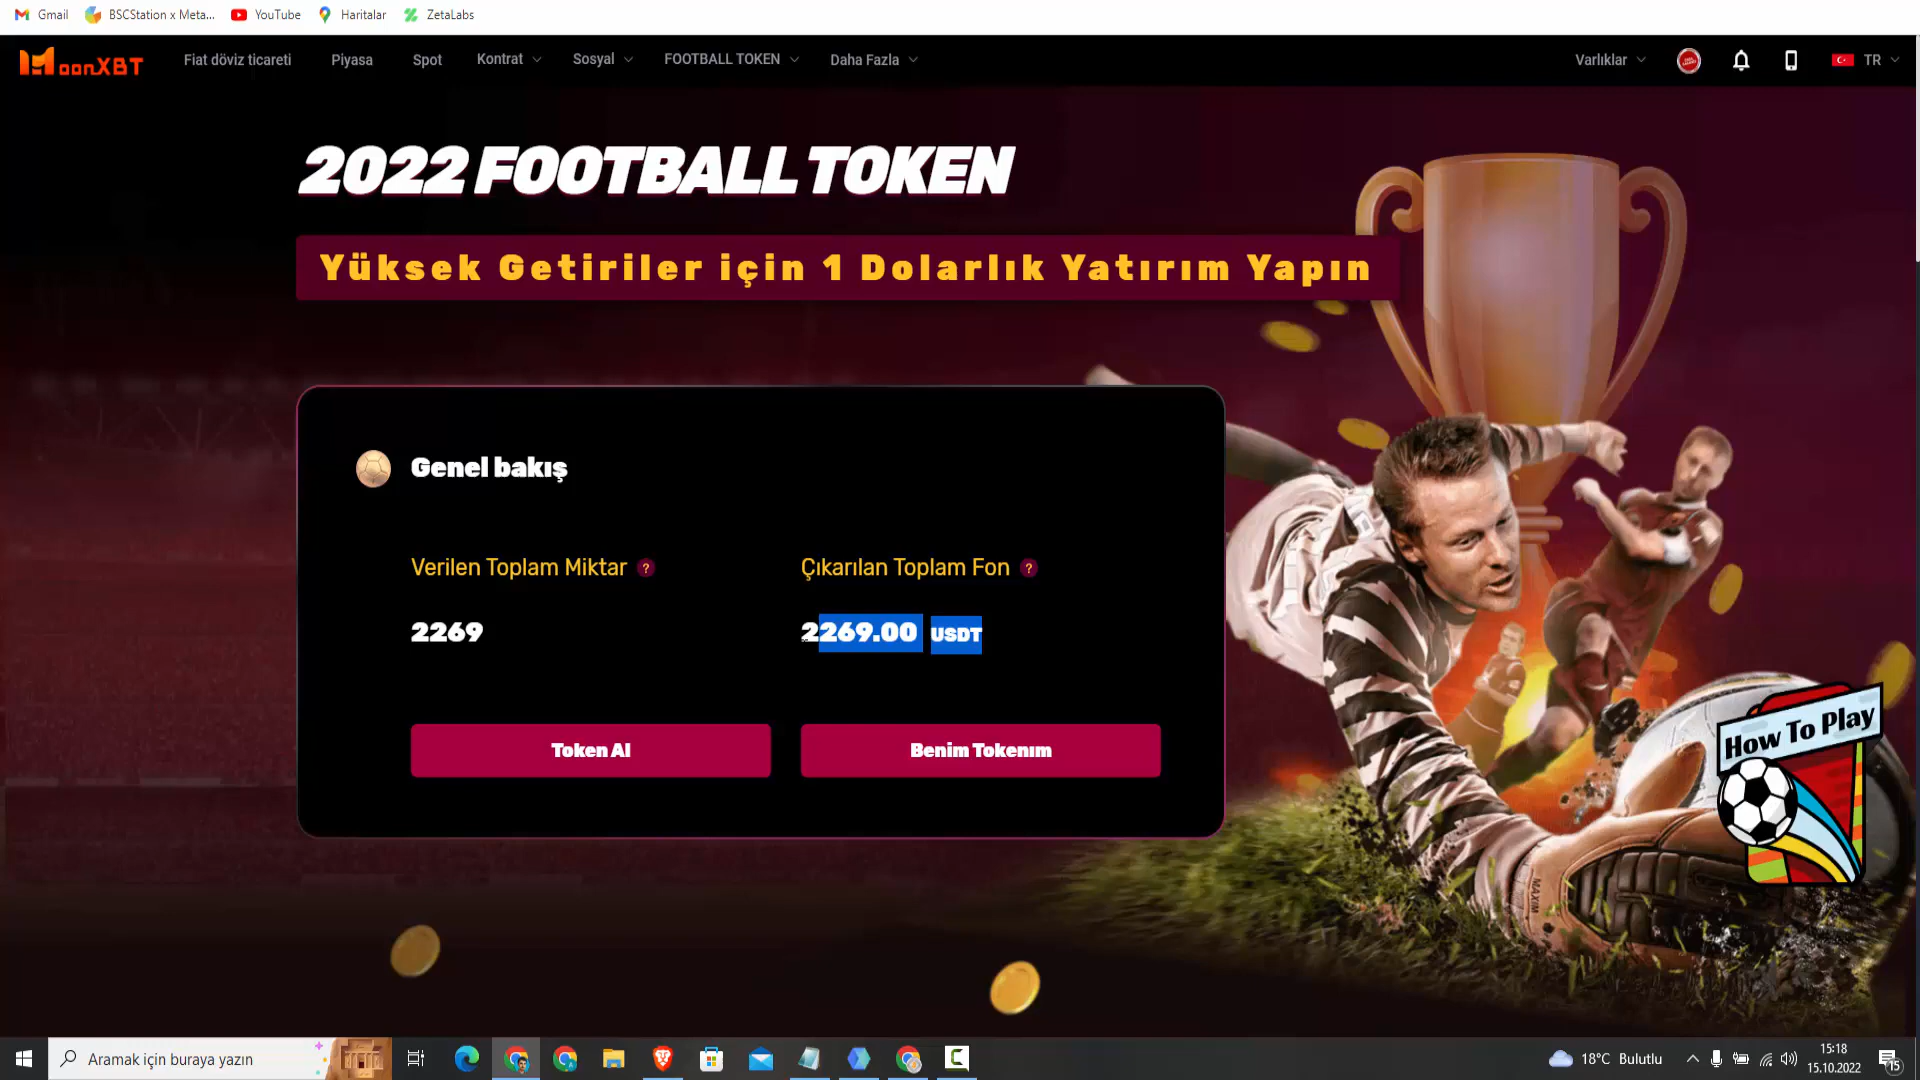 Gmail
BSCStation x Meta...
YouTube
Haritalar
ZetaLabs
MoonXBT
Fiat döviz ticareti
Piyasa
Spot
Kontrat
Sosyal
FOOTBALL TOKEN
Daha Fazla
Varlıklar
TR
2022 FOOTBALL TOKEN
Yüksek Getiriler için 1 Dolarlık Yatırım Yapın
Genel bakış
Verilen Toplam Miktar ?
Çıkarılan Toplam Fon ?
2269
2269.00 USDT
Token Al
Benim Tokenım
How To Play
MAXIM
Aramak için buraya yazın
18°C Bulutlu
15:18
15.10.2022
15